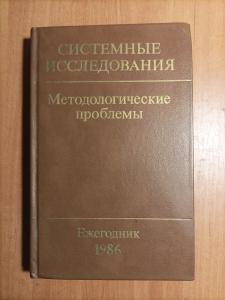 СИСТЕМНЫЕ
ИССЛЕДОВАНИЯ
Методологические
проблемы
Ежегодник
1986